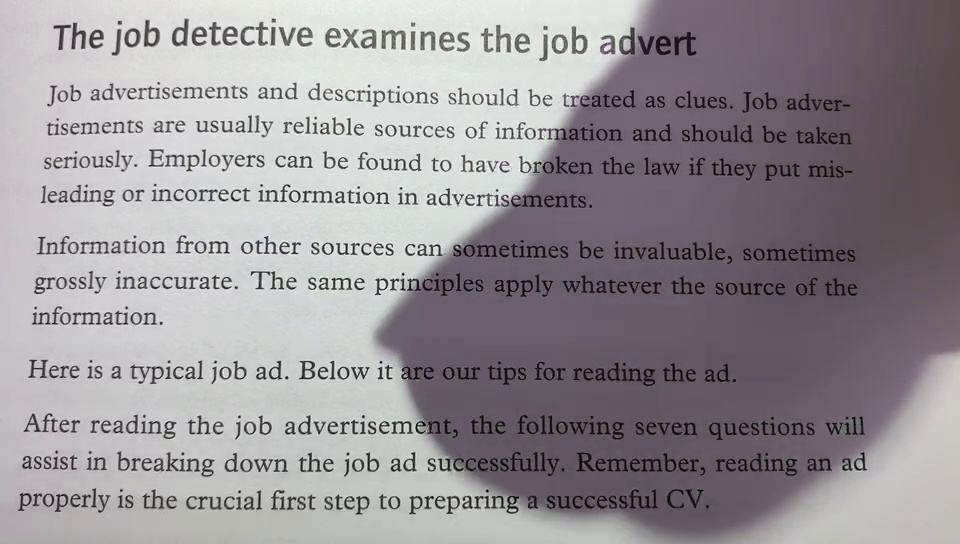 The job detective examines the job advert
Job advertisements and descriptions should be treated as clues. Job adver-
tisements are usually reliable sources of information and should be taken
seriously. Employers can be found to have broken the law if they put mis-
leading or incorrect information in advertisements.
Information from other sources can sometimes be invaluable, sometimes
grossly inaccurate. The same principles apply whatever the source of the
information.
Here is a typical job ad. Below it are our tips for reading the ad.
After reading the job advertisement, the following seven questions will
assist in breaking down the job ad successfully. Remember, reading an ad
properly is the crucial first step to preparing a successful CV.